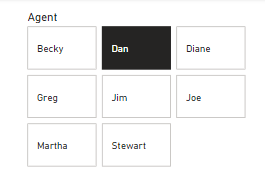 Agent
Becky Dan Diane
Greg Jim Joe
Martha Stewart